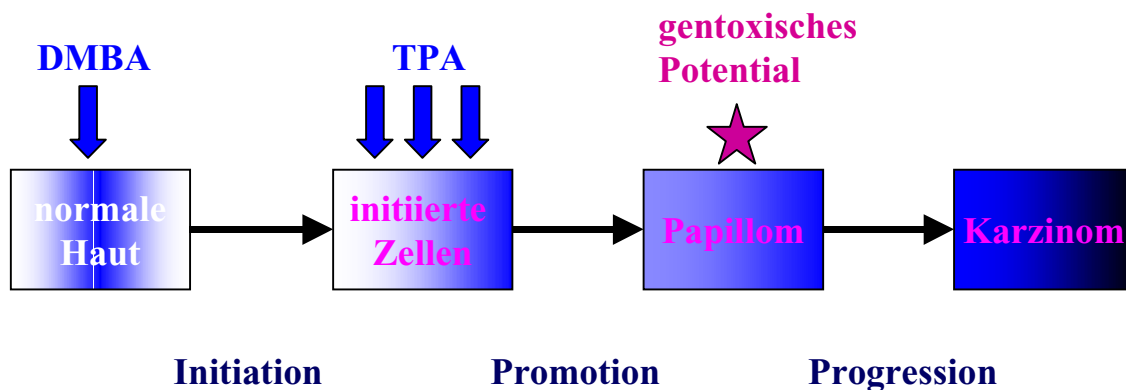 DMBA
TPA
gentoxisches
Potential
normale
Haut
initiierte
Zellen
Papillom
Karzinom
Initiation
Promotion
Progression